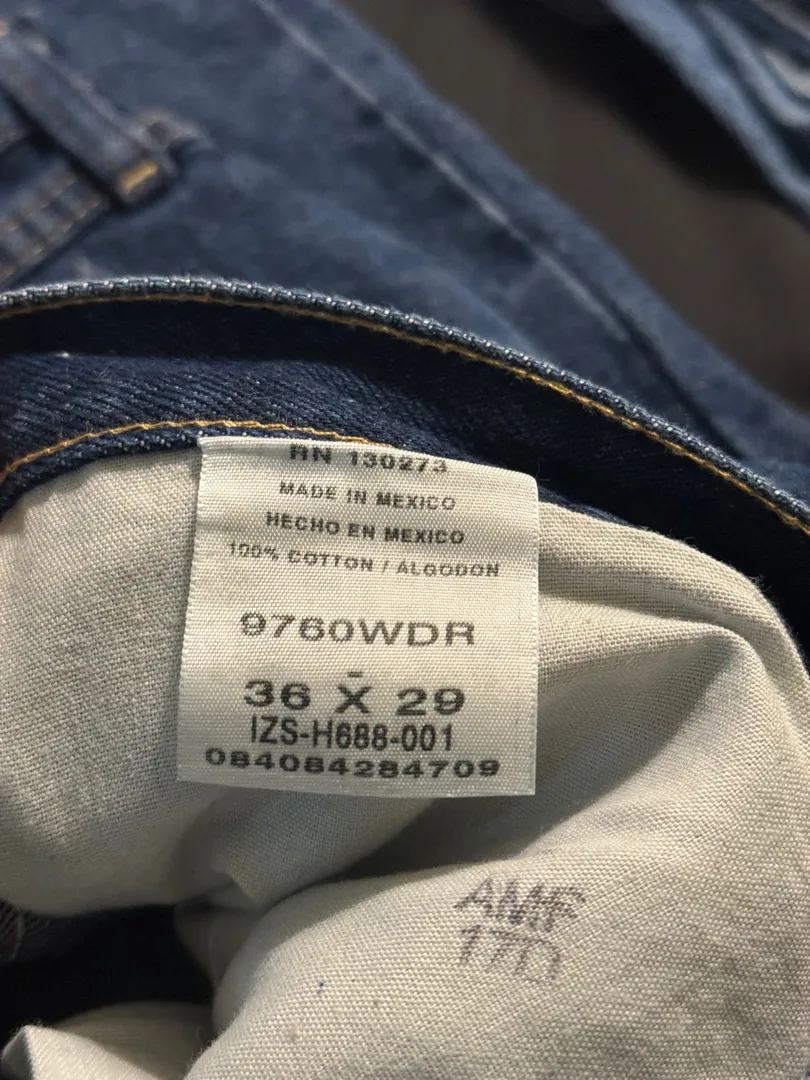 RN 130273
MADE IN MEXICO
HECHO EN MEXICO
100% COTTON / ALGODON
9760WDR
-
36 X 29
IZS-H688-001
084084284709
AMF
17D